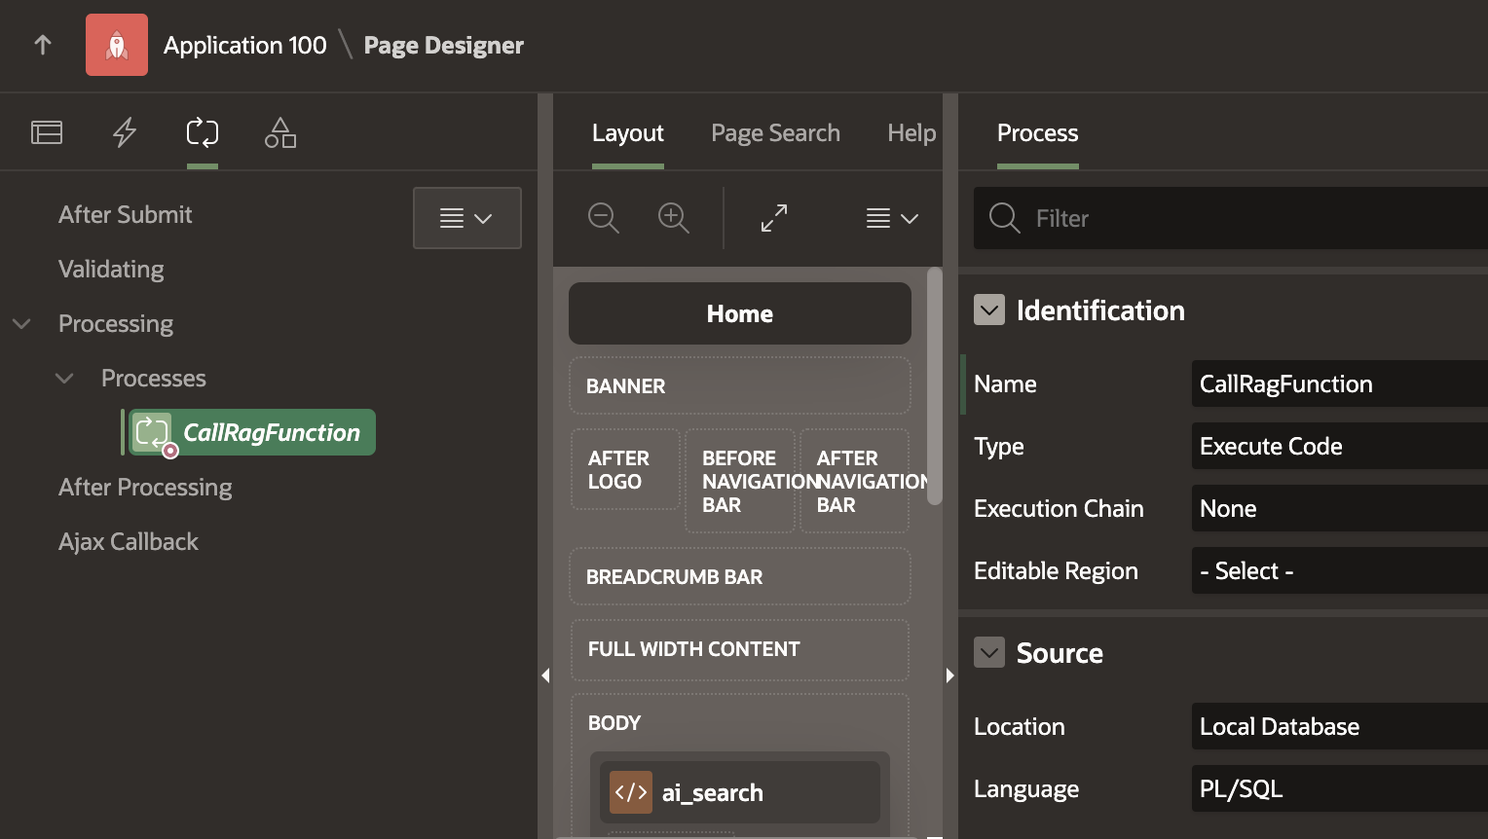 Application 100 \ Page Designer
After Submit
Validating
Processing
Processes
CallRagFunction
After Processing
Ajax Callback
Layout Page Search Help
Home
BANNER
AFTER
LOGO
BEFORE
NAVIGATION
BAR
AFTER
NAVIGATION
BAR
BREADCRUMB BAR
FULL WIDTH CONTENT
BODY
</> ai_search
Process
Filter
Identification
Name CallRagFunction
Type Execute Code
Execution Chain None
Editable Region - Select -
Source
Location Local Database
Language PL/SQL